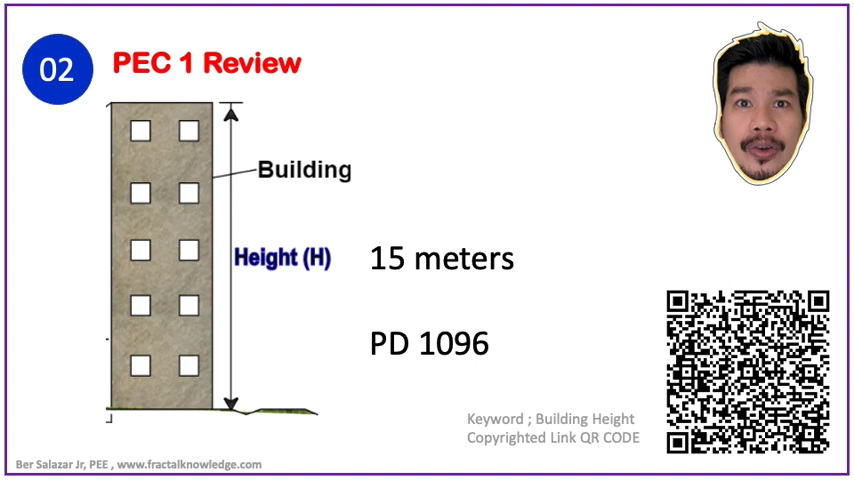 02
PEC 1 Review
Building
Height (H)
15 meters
PD 1096
Keyword ; Building Height
Copyrighted Link QR CODE
Ber Salazar Jr, PEE , www.fractalknowledge.com